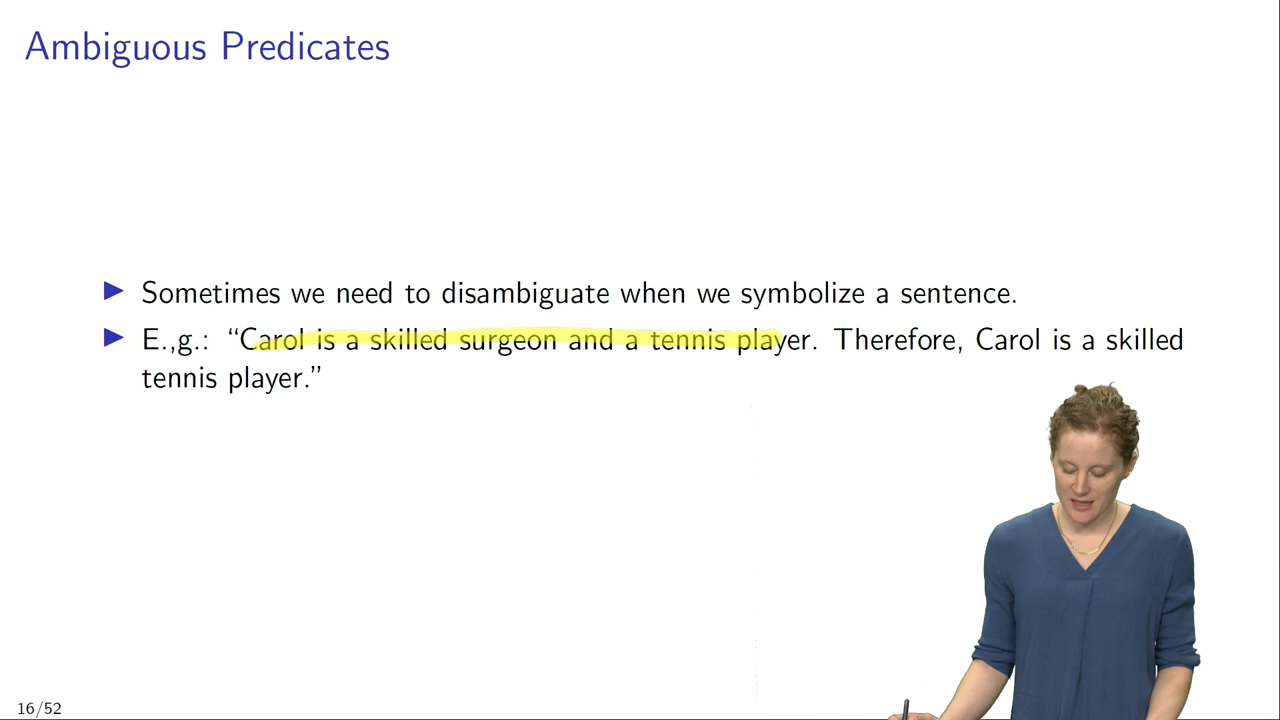 Ambiguous Predicates
Sometimes we need to disambiguate when we symbolize a sentence.
E.,g.: “Carol is a skilled surgeon and a tennis player. Therefore, Carol is a skilled
tennis player.”
16/52